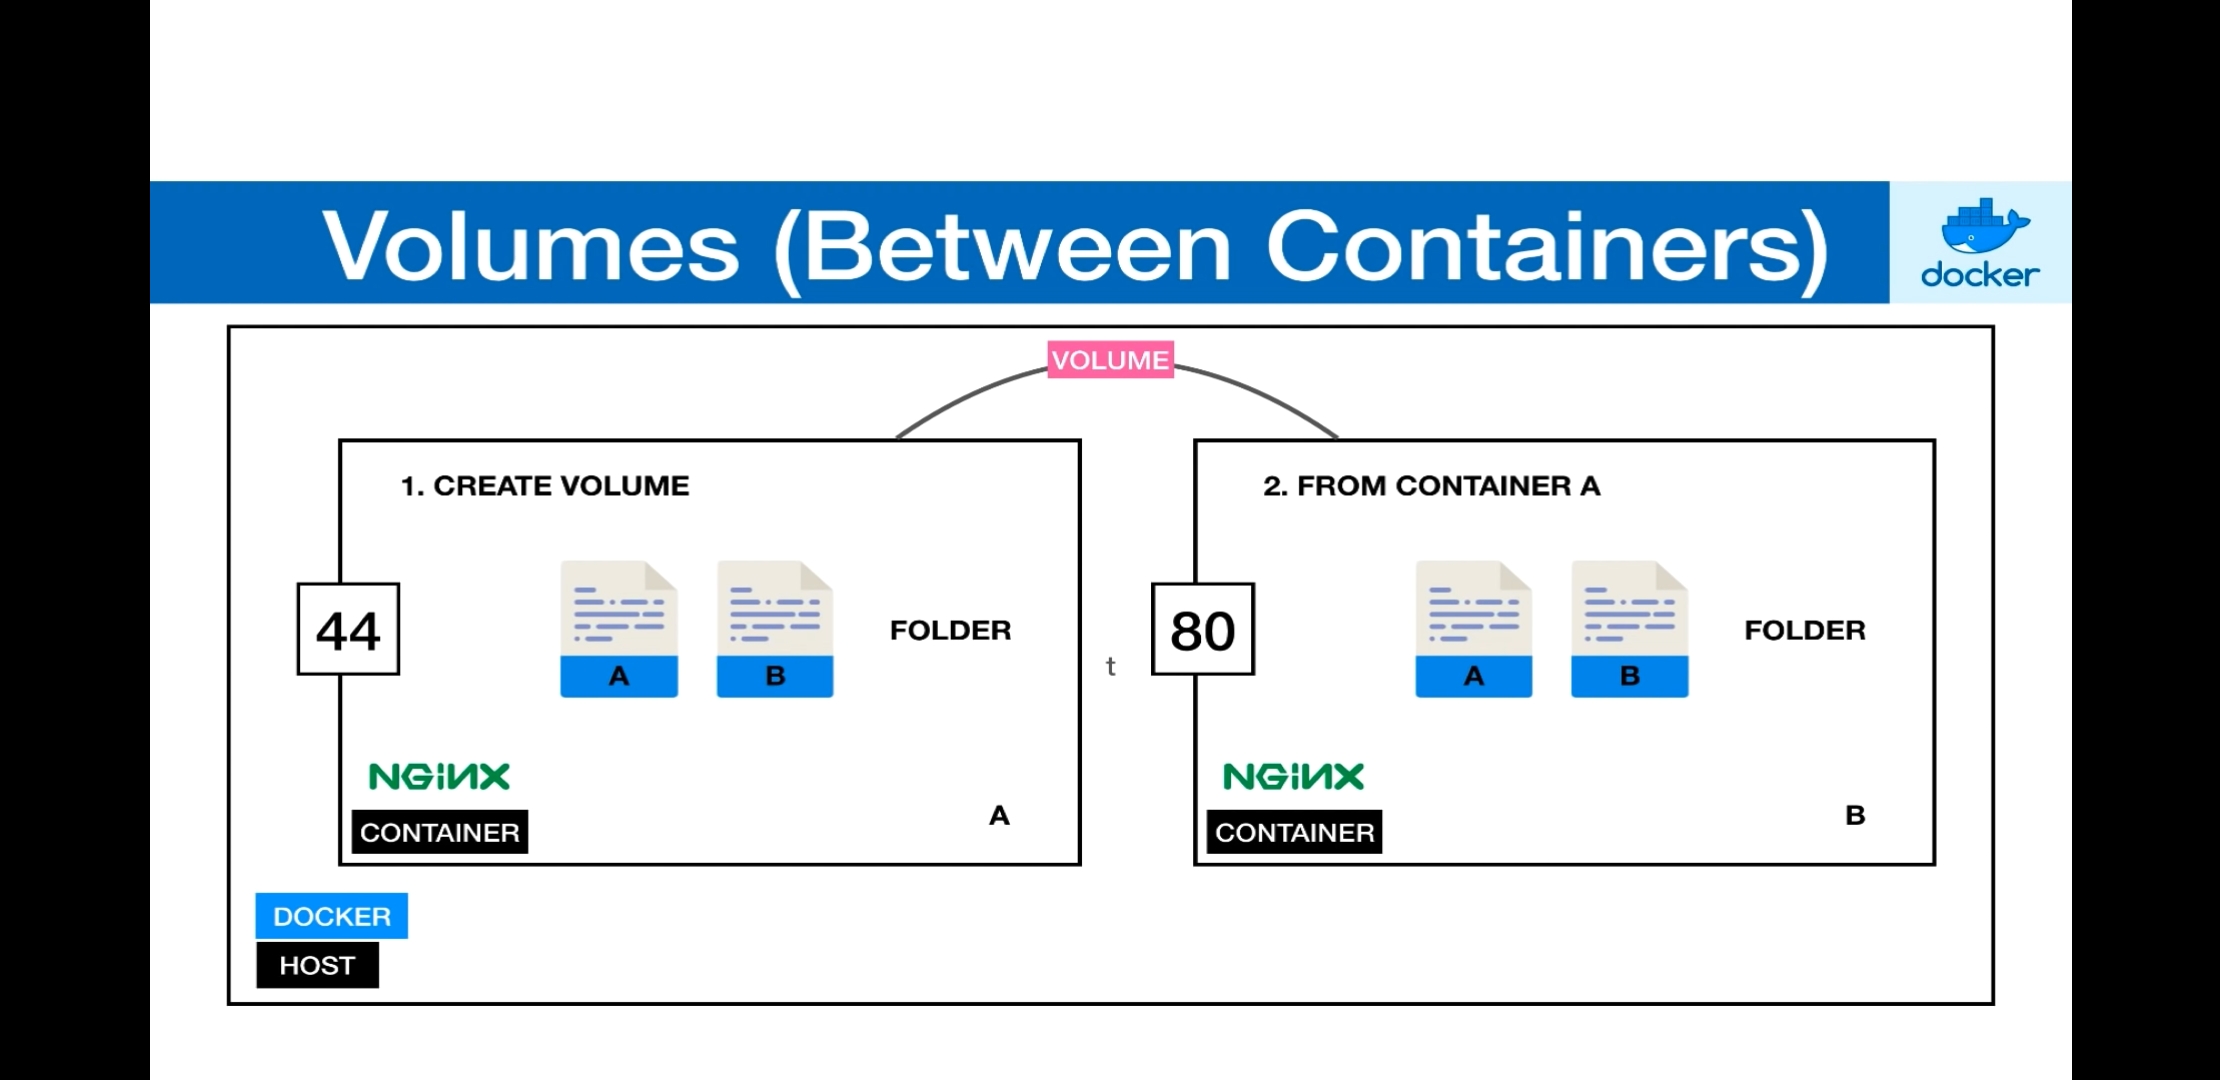 Volumes (Between Containers)
docker
VOLUME
1. CREATE VOLUME
2. FROM CONTAINER A
44
A
B
FOLDER
t
80
A
B
FOLDER
NGINX
CONTAINER
A
NGINX
CONTAINER
B
DOCKER
HOST